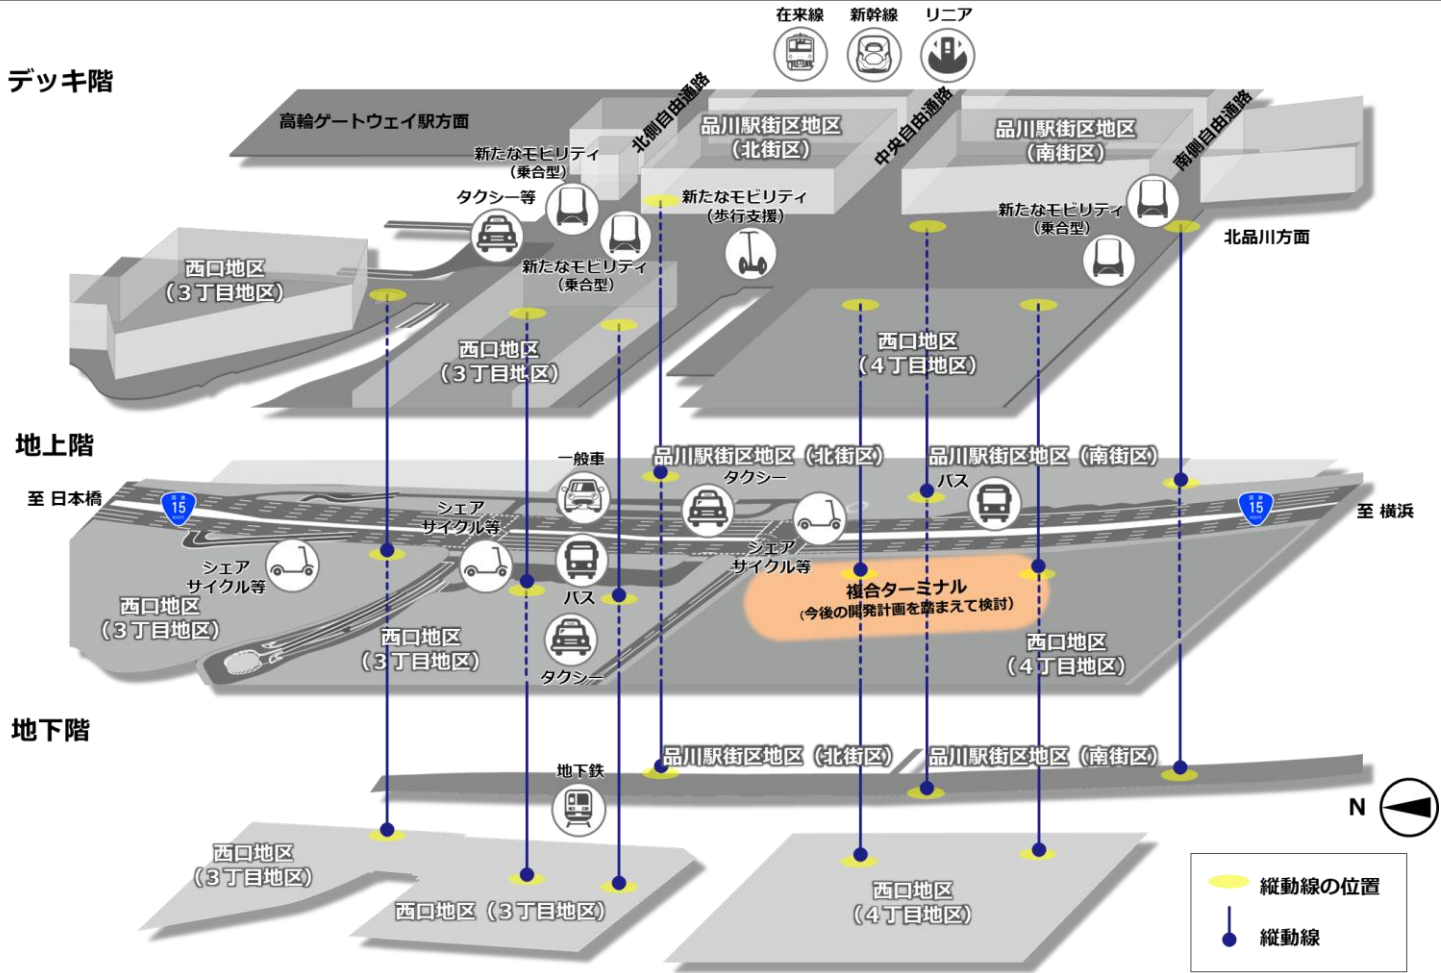 在来線
新幹線
リニア
デッキ階
高輪ゲートウェイ駅方面
北側自由通路
品川駅街区地区
（北街区）
中央自由通路
品川駅街区地区
（南街区）
南側自由通路
新たなモビリティ
（乗合型）
タクシー等
新たなモビリティ
（歩行支援）
新たなモビリティ
（乗合型）
北品川方面
西口地区
（３丁目地区）
新たなモビリティ
（乗合型）
西口地区
（３丁目地区）
西口地区
（４丁目地区）
地上階
一般車
品川駅街区地区（北街区）
タクシー
品川駅街区地区（南街区）
バス
至 日本橋
国道
15
シェア
サイクル等
国道
15
至 横浜
シェア
サイクル等
シェア
サイクル等
バス
複合ターミナル
(今後の開発計画を踏まえて検討)
西口地区
（３丁目地区）
西口地区
（３丁目地区）
西口地区
（４丁目地区）
タクシー
地下階
品川駅街区地区（北街区）
品川駅街区地区（南街区）
地下鉄
N
西口地区
（３丁目地区）
西口地区（３丁目地区）
西口地区
（４丁目地区）
縦動線の位置
縦動線